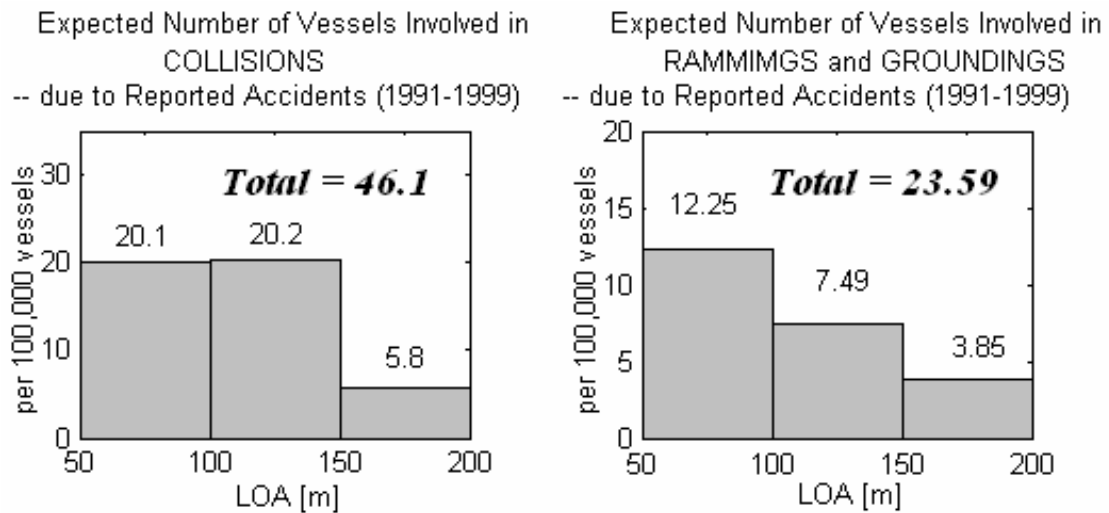 Expected Number of Vessels Involved in
COLLISIONS
-- due to Reported Accidents (1991-1999)
per 100,000 vessels
30
20
10
0
Total = 46.1
20.1
20.2
5.8
50
100
150
200
LOA [m]
Expected Number of Vessels Involved in
RAMMIMGS and GROUNDINGS
-- due to Reported Accidents (1991-1999)
per 100,000 vessels
20
15
10
5
0
Total = 23.59
12.25
7.49
3.85
50
100
150
200
LOA [m]